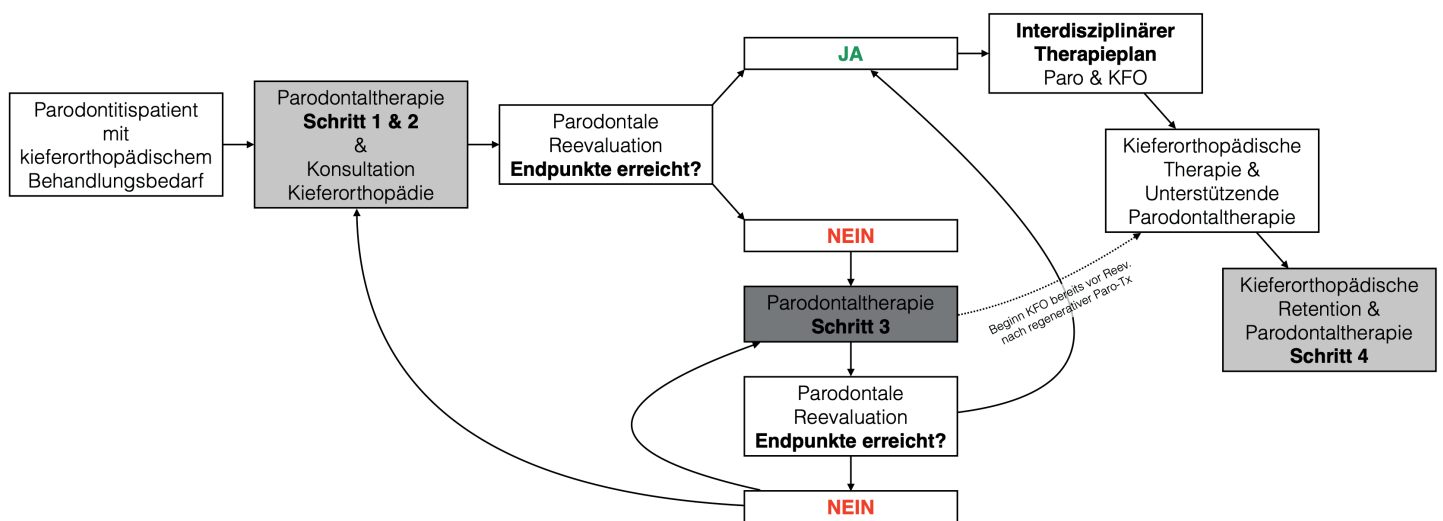 Parodontitispatient
mit
kieferorthopädischem
Behandlungsbedarf
Parodontaltherapie
Schritt 1 & 2
&
Konsultation
Kieferorthopädie
Parodontale
Reevaluation
Endpunkte erreicht?
JA
Interdisziplinärer
Therapieplan
Paro & KFO
Kieferorthopädische
Therapie &
Unterstützende
Parodontaltherapie
Kieferorthopädische
Retention &
Parodontaltherapie
Schritt 4
NEIN
Parodontaltherapie
Schritt 3
Beginn KFO bereits vor Reev.
nach regenerativer Paro-Tx
Parodontale
Reevaluation
Endpunkte erreicht?
NEIN